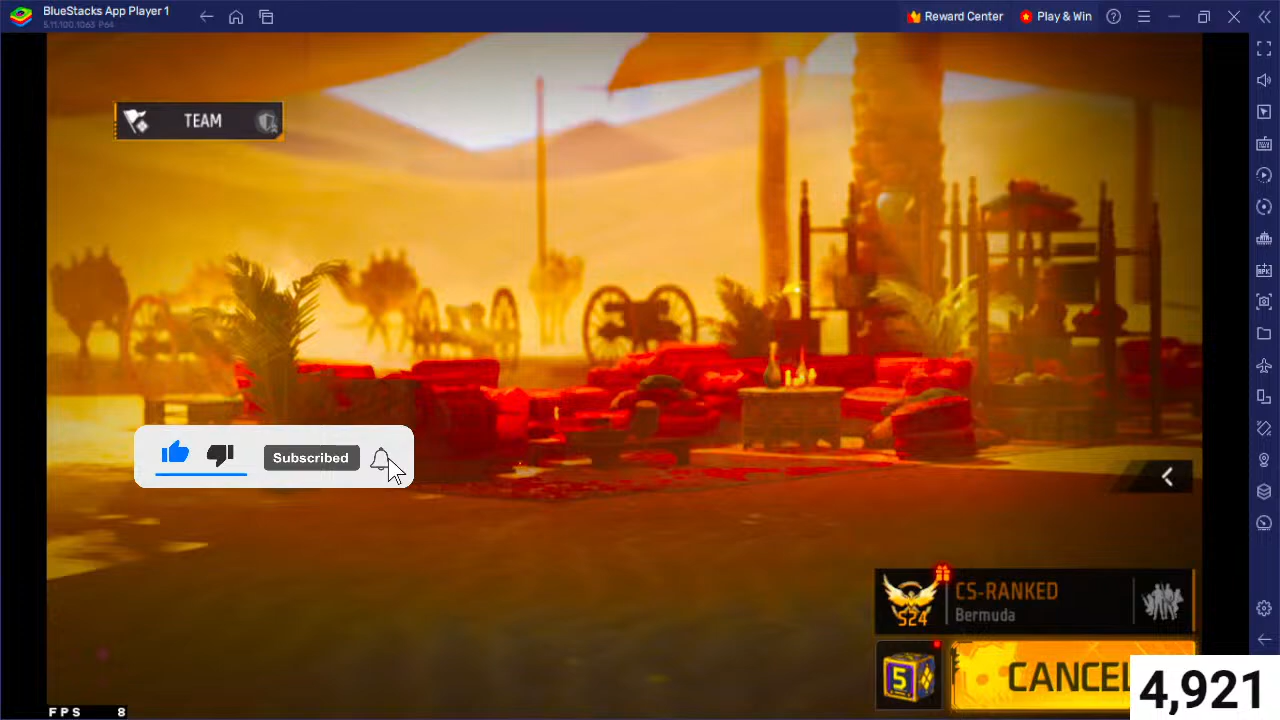 BlueStacks App Player 1
5.11.100.1063 P64
Reward Center
Play & Win
TEAM
Subscribed
CS-RANKED
S24
Bermuda
5
CANCEL
4,921
FPS 8